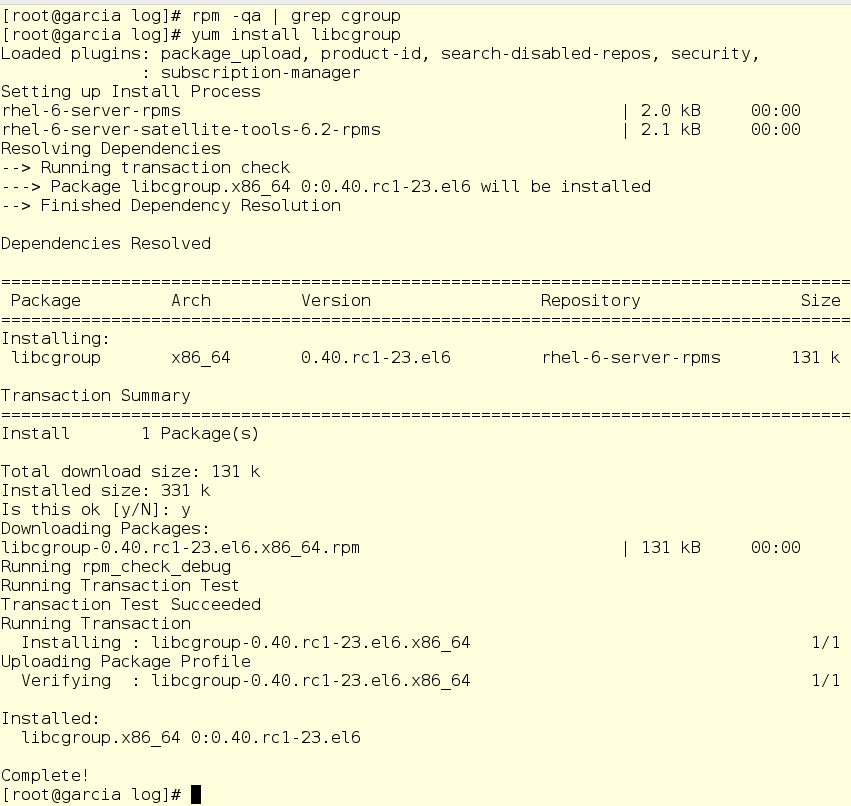 [root@garcia log]# rpm -qa | grep cgroup
[root@garcia log]# yum install libcgroup
Loaded plugins: package_upload, product-id, search-disabled-repos, security,
              : subscription-manager
Setting up Install Process
rhel-6-server-rpms                                            | 2.0 kB     00:00
rhel-6-server-satellite-tools-6.2-rpms                        | 2.1 kB     00:00
Resolving Dependencies
--> Running transaction check
---> Package libcgroup.x86_64 0:0.40.rc1-23.el6 will be installed
--> Finished Dependency Resolution

Dependencies Resolved

=====================================================================================
 Package         Arch         Version                 Repository                Size
=====================================================================================
Installing:
 libcgroup       x86_64       0.40.rc1-23.el6         rhel-6-server-rpms       131 k

Transaction Summary
=====================================================================================
Install       1 Package(s)

Total download size: 131 k
Installed size: 331 k
Is this ok [y/N]: y
Downloading Packages:
libcgroup-0.40.rc1-23.el6.x86_64.rpm                          | 131 kB     00:00
Running rpm_check_debug
Running Transaction Test
Transaction Test Succeeded
Running Transaction
  Installing : libcgroup-0.40.rc1-23.el6.x86_64                                  1/1
Uploading Package Profile
  Verifying  : libcgroup-0.40.rc1-23.el6.x86_64                                  1/1

Installed:
  libcgroup.x86_64 0:0.40.rc1-23.el6

Complete!
[root@garcia log]#